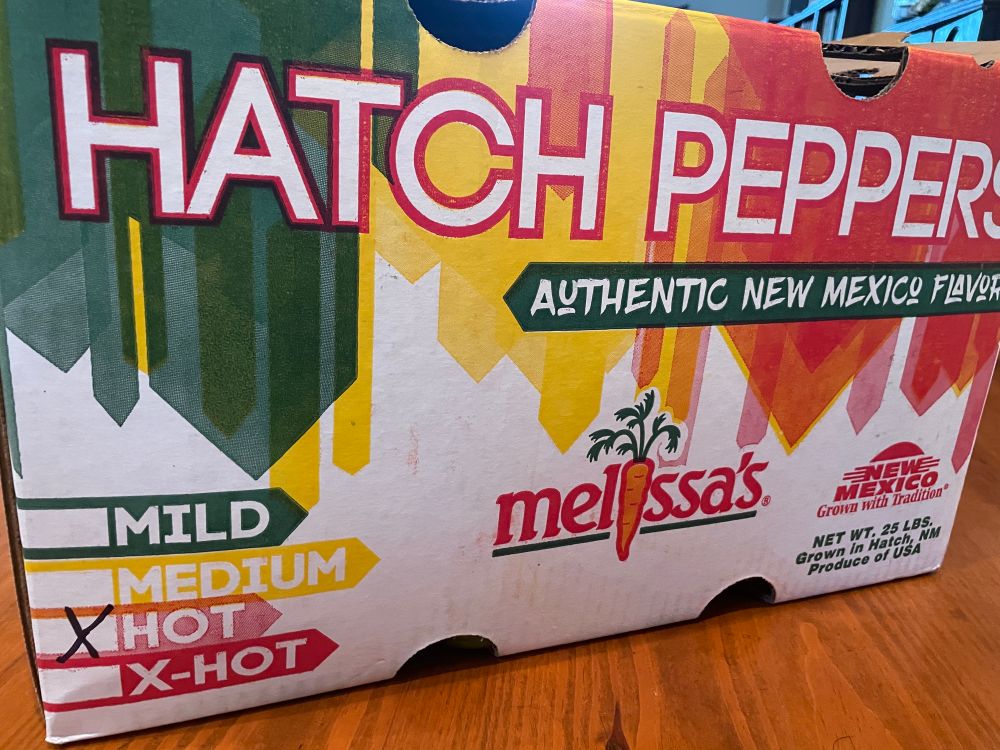 HATCH PEPPERS
AUTHENTIC NEW MEXICO FLAVOR
melissa's®
NEW
MEXICO
Grown with Tradition®
NET WT. 25 LBS.
Grown in Hatch, NM
Produce of USA
MILD
MEDIUM
X HOT
X-HOT